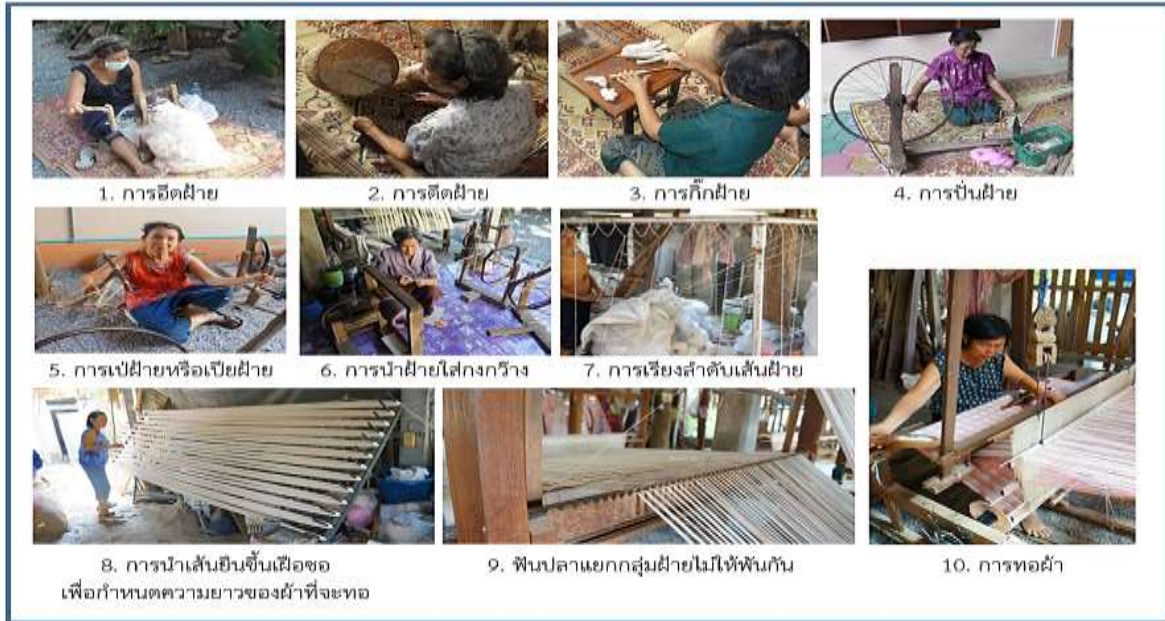 1. การอีดฝ้าย
2. การดีดฝ้าย
3. การกิ๊กฝ้าย
4. การปั่นฝ้าย
5. การเปฝ้ายหรือเปียฝ้าย
6. การนำฝ้ายใส่กงกว๊าง
7. การเรียงลำดับเส้นฝ้าย
8. การนำเส้นยืนขึ้นเฝือขอ
เพื่อกำหนดความยาวของผ้าที่จะทอ
9. ฟันปลาแยกกลุ่มฝ้ายไม่ให้พันกัน
10. การทอผ้า